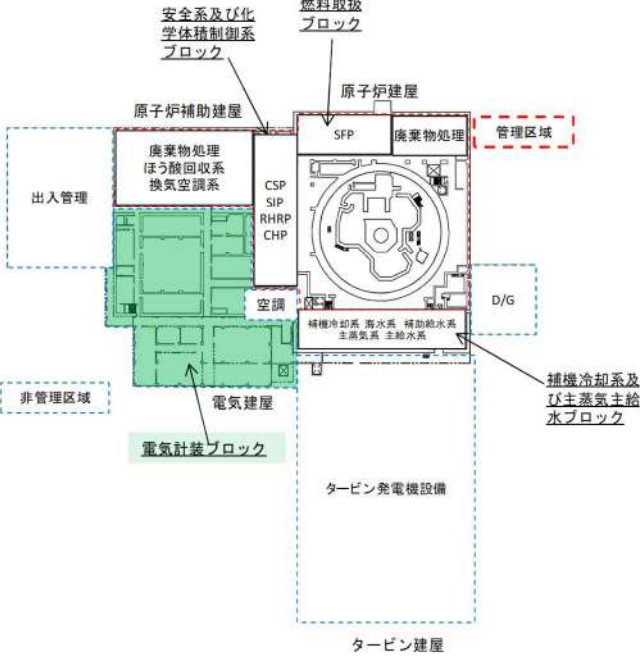 安全系及び化
学体積制御系
ブロック
燃料取扱
ブロック
原子炉補助建屋
原子炉建屋
管理区域
出入管理
廃棄物処理
ほう酸回収系
換気空調系
CSP
SIP
RHRP
CHP
SFP
廃棄物処理
空調
D/G
補機冷却系 海水系 補助給水系
主蒸気系 主給水系
非管理区域
電気建屋
電気計装ブロック
補機冷却系及
び主蒸気主給
水ブロック
タービン発電機設備
タービン建屋